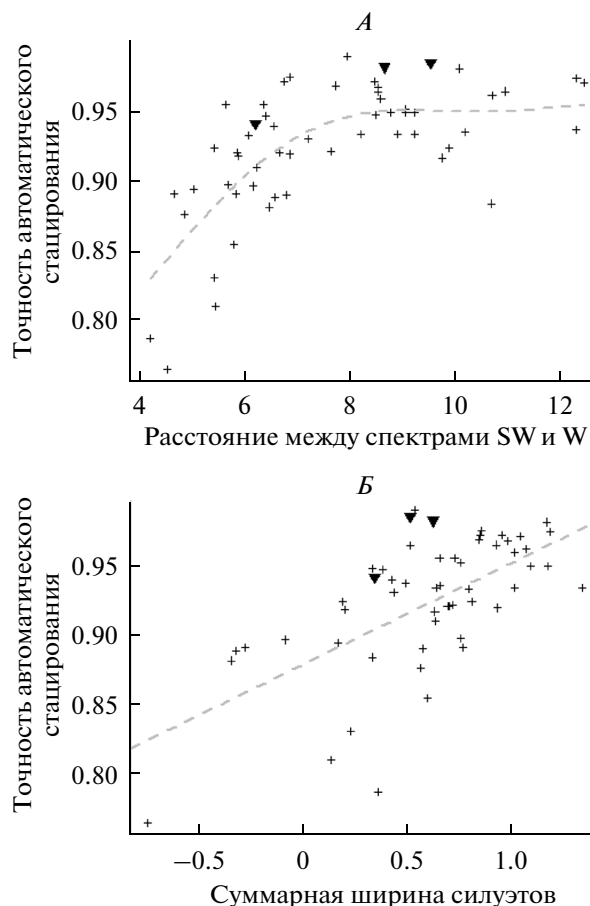 А
Точность автоматического
стацирования
0.95
0.90
0.85
0.80
4 6 8 10 12
Расстояние между спектрами SW и W
Б
Точность автоматического
стацирования
0.95
0.90
0.85
0.80
−0.5 0 0.5 1.0
Суммарная ширина силуэтов